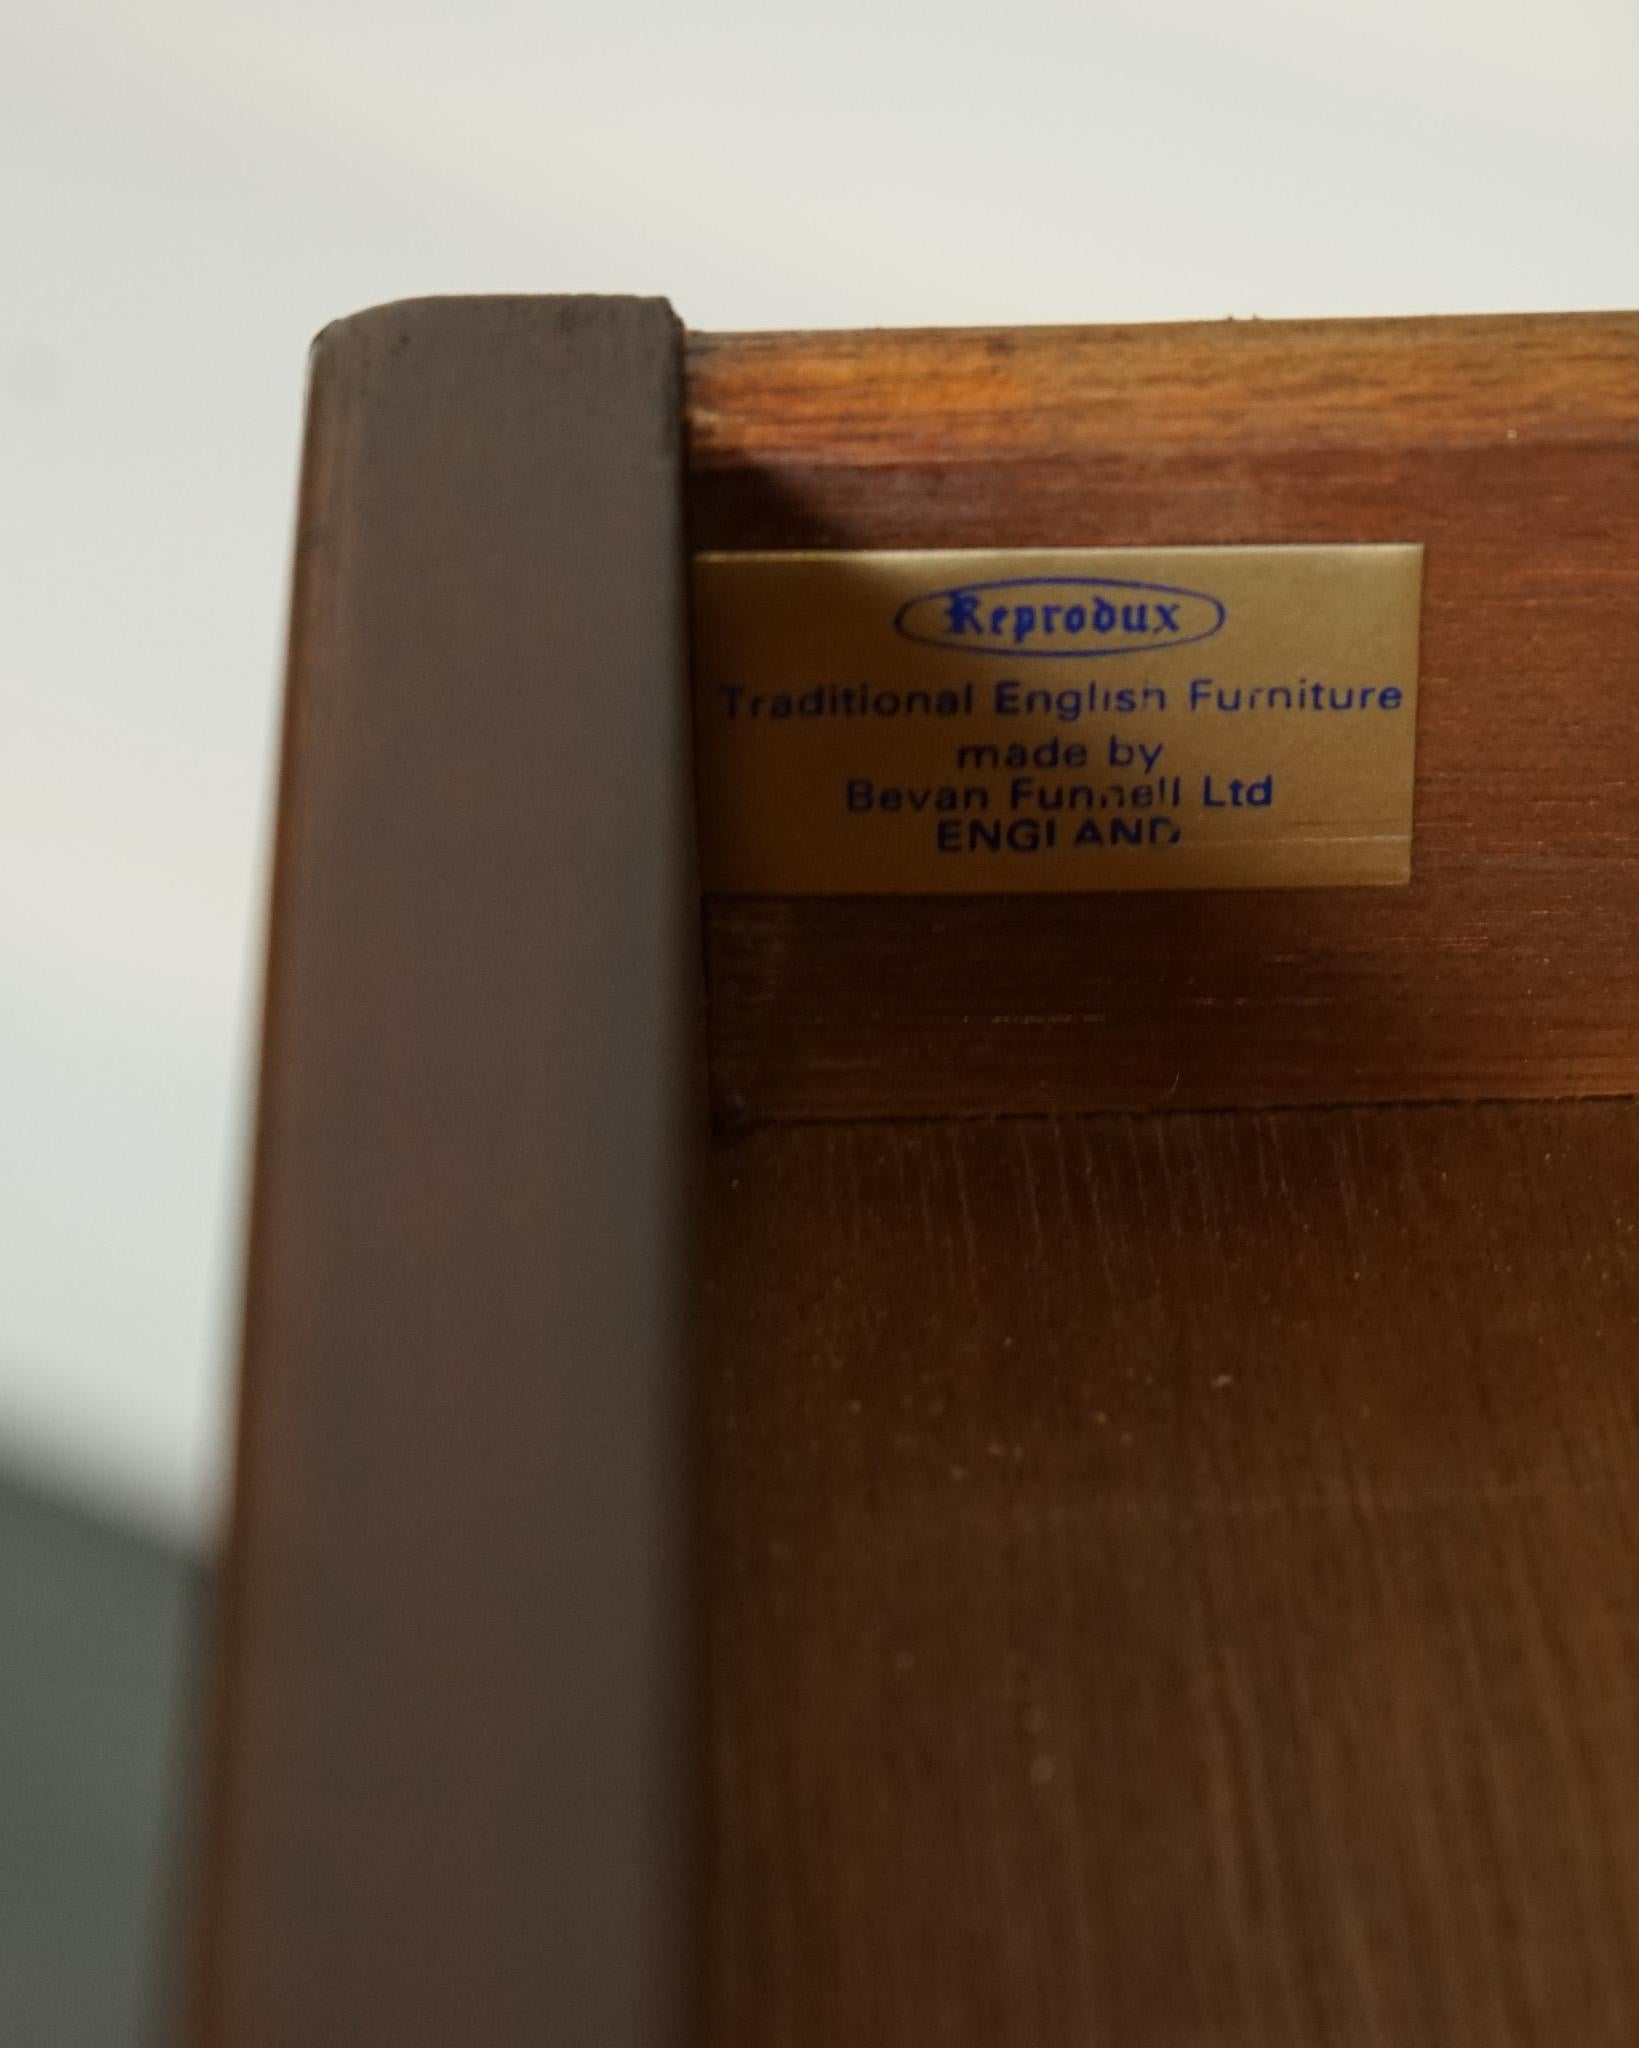 Reprodux
Traditional English Furniture
made by
Bevan Funnell Ltd
ENGLAND